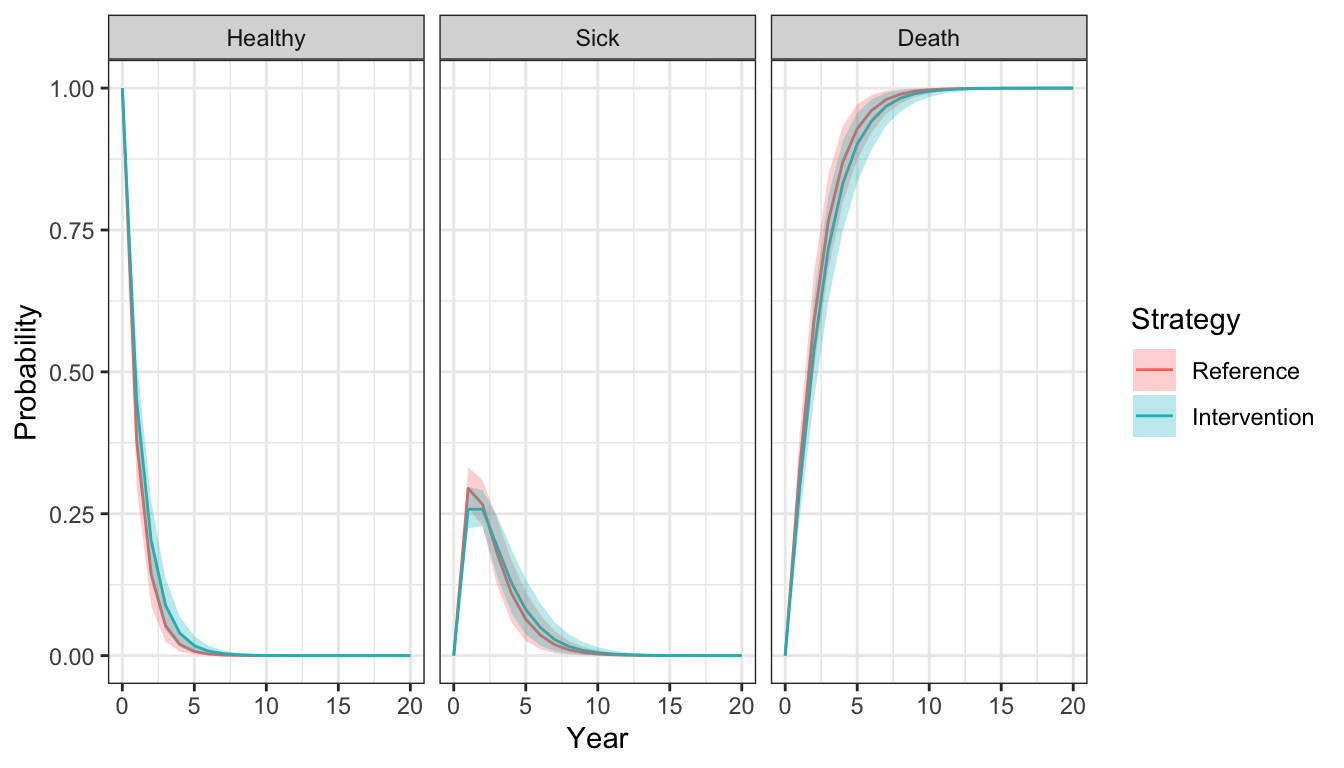 Healthy Sick Death
1.00
0.75
0.50
0.25
0.00
Probability
0 5 10 15 20 0 5 10 15 20 0 5 10 15 20
Year
Strategy
Reference
Intervention